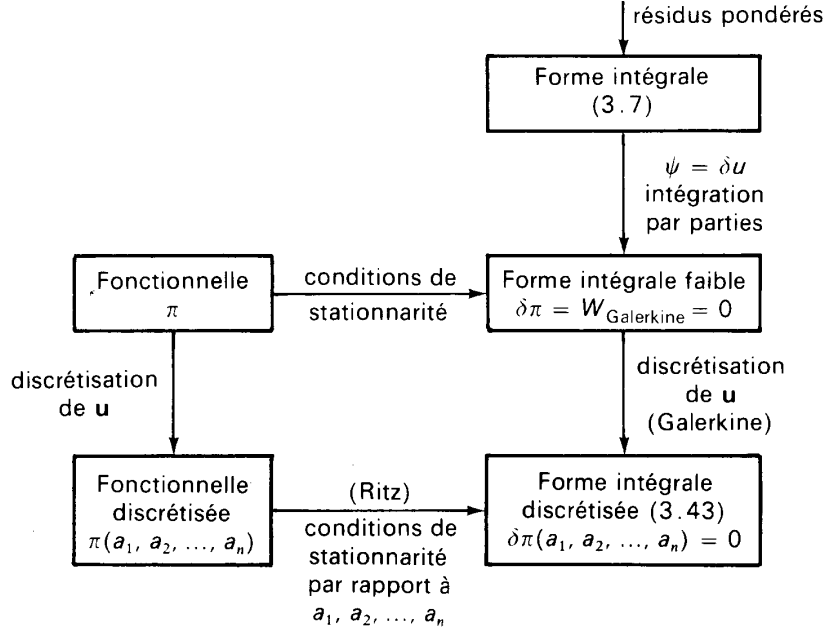 résidus pondérés
Forme intégrale
(3.7)
ψ = δu
intégration
par parties
Fonctionnelle
π
conditions de
stationnarité
Forme intégrale faible
δπ = W_Galerkine = 0
discrétisation
de u
discrétisation
de u
(Galerkine)
Fonctionnelle
discrétisée
π(a₁, a₂, ..., aₙ)
(Ritz)
conditions de
stationnarité
par rapport à
a₁, a₂, ..., aₙ
Forme intégrale
discrétisée (3.43)
δπ(a₁, a₂, ..., aₙ) = 0